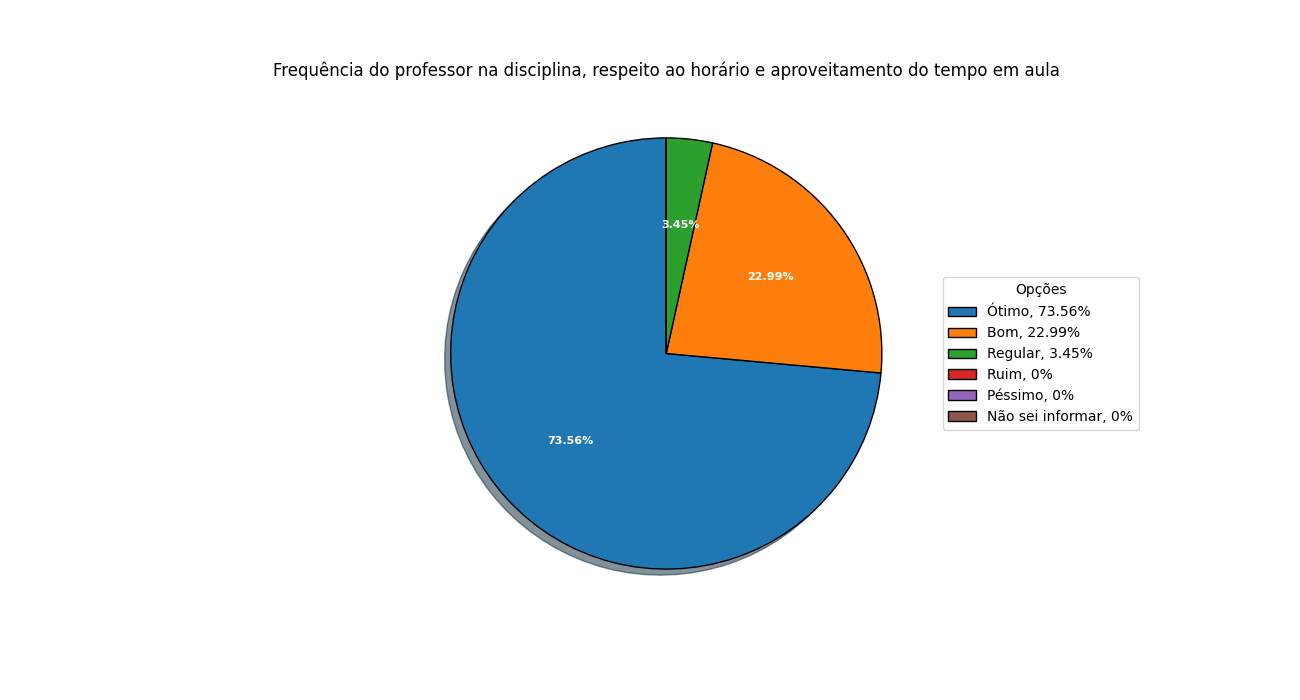 Frequência do professor na disciplina, respeito ao horário e aproveitamento do tempo em aula
3.45%
22.99%
73.56%
Opções
Ótimo, 73.56%
Bom, 22.99%
Regular, 3.45%
Ruim, 0%
Péssimo, 0%
Não sei informar, 0%